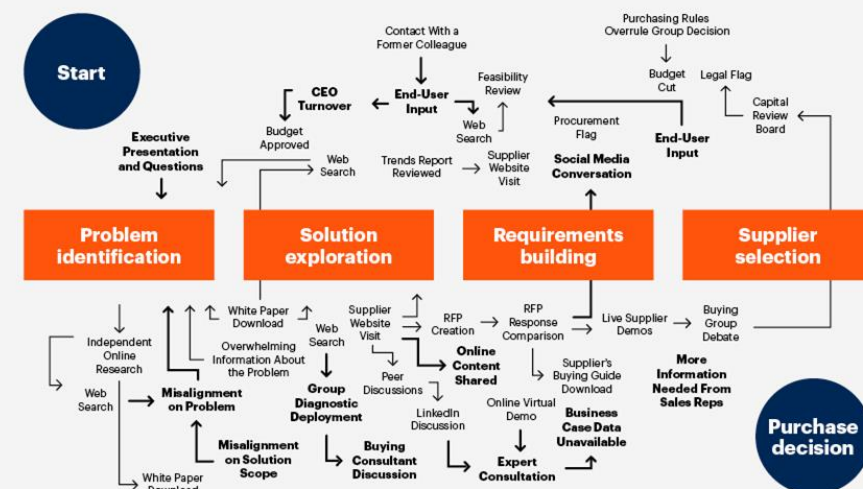 Start
Contact With a
Former Colleague
Purchasing Rules
Overrule Group Decision
CEO
Turnover
End-User
Input
Feasibility
Review
Budget
Cut
Legal Flag
Executive
Presentation
and Questions
Budget
Approved
Web
Search
Procurement
Flag
End-User
Input
Capital
Review
Board
Web
Search
Trends Report
Reviewed
Supplier
Website
Visit
Social Media
Conversation
Problem
identification
Solution
exploration
Requirements
building
Supplier
selection
Independent
Online
Research
White Paper
Download
Web
Search
Supplier
Website
Visit
RFP
Creation
RFP
Response
Comparison
Live Supplier
Demos
Buying
Group
Debate
Overwhelming
Information About
the Problem
Web
Search
Misalignment
on Problem
Group
Diagnostic
Deployment
Peer
Discussions
Online
Content
Shared
Supplier's
Buying Guide
Download
More
Information
Needed From
Sales Reps
LinkedIn
Discussion
Online Virtual
Demo
Business
Case Data
Unavailable
Misalignment
on Solution
Scope
Buying
Consultant
Discussion
Expert
Consultation
White Paper
Download
Purchase
decision